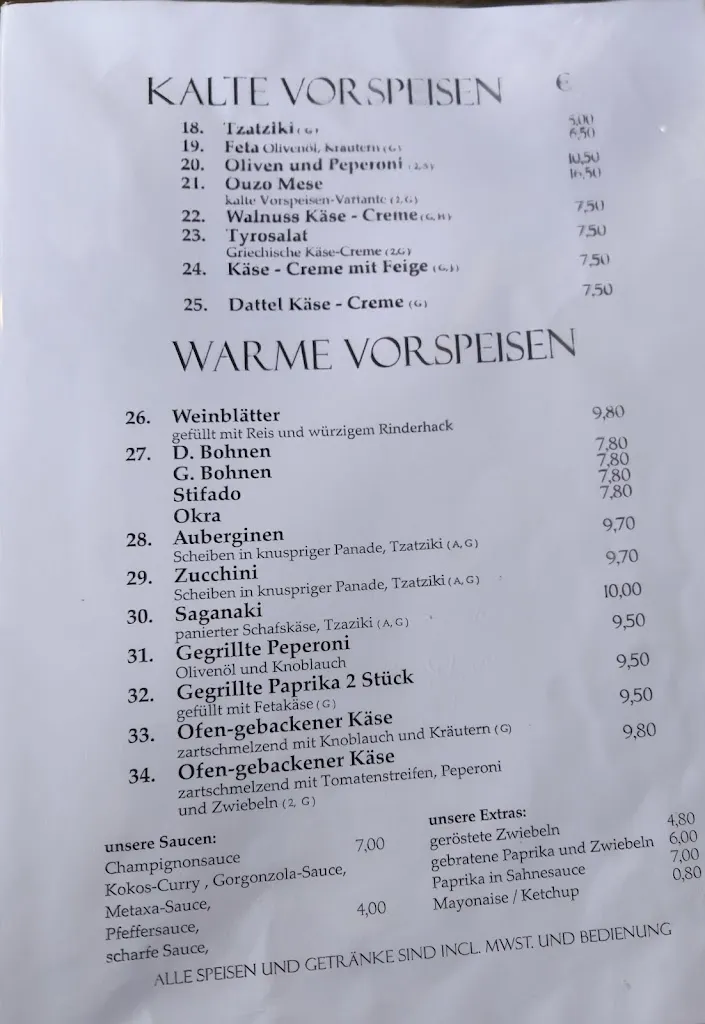 KALTE VORSPEISEN €
18. Tzatziki (G) 5,00
19. Feta Olivenöl, Kräutern (G) 6,50
20. Oliven und Peperoni (2,5) 10,50
21. Ouzo Mese 16,50
kalte Vorspeisen-Variante (2,G)
22. Walnuss Käse - Creme (G,H) 7,50
23. Tyrosalat 7,50
Griechische Käse-Creme (2,G)
24. Käse - Creme mit Feige 7,50
25. Dattel Käse - Creme (G) 7,50
WARME VORSPEISEN
26. Weinblätter 9,80
gefüllt mit Reis und würzigem Rinderhack
27. D. Bohnen 7,80
G. Bohnen 7,80
Stifado 7,80
Okra 7,80
28. Auberginen 9,70
Scheiben in knuspriger Panade, Tzatziki (A, G)
29. Zucchini 9,70
Scheiben in knuspriger Panade, Tzatziki (A, G)
30. Saganaki 10,00
panierter Schafskäse, Tzaziki (A, G)
31. Gegrillte Peperoni 9,50
Olivenöl und Knoblauch
32. Gegrillte Paprika 2 Stück 9,50
gefüllt mit Fetakäse (G)
33. Ofen-gebackener Käse 9,50
zartschmelzend mit Knoblauch und Kräutern (G)
34. Ofen-gebackener Käse 9,80
zartschmelzend mit Tomatenstreifen, Peperoni
und Zwiebeln (2, G)
unsere Saucen:
Champignonsauce 7,00
Kokos-Curry , Gorgonzola-Sauce,
Metaxa-Sauce,
Pfeffersauce, 4,00
scharfe Sauce,
unsere Extras:
geröstete Zwiebeln 4,80
gebratene Paprika und Zwiebeln 6,00
Paprika in Sahnesauce 7,00
Mayonaise / Ketchup 0,80
ALLE SPEISEN UND GETRÄNKE SIND INCL. MWST. UND BEDIENUNG